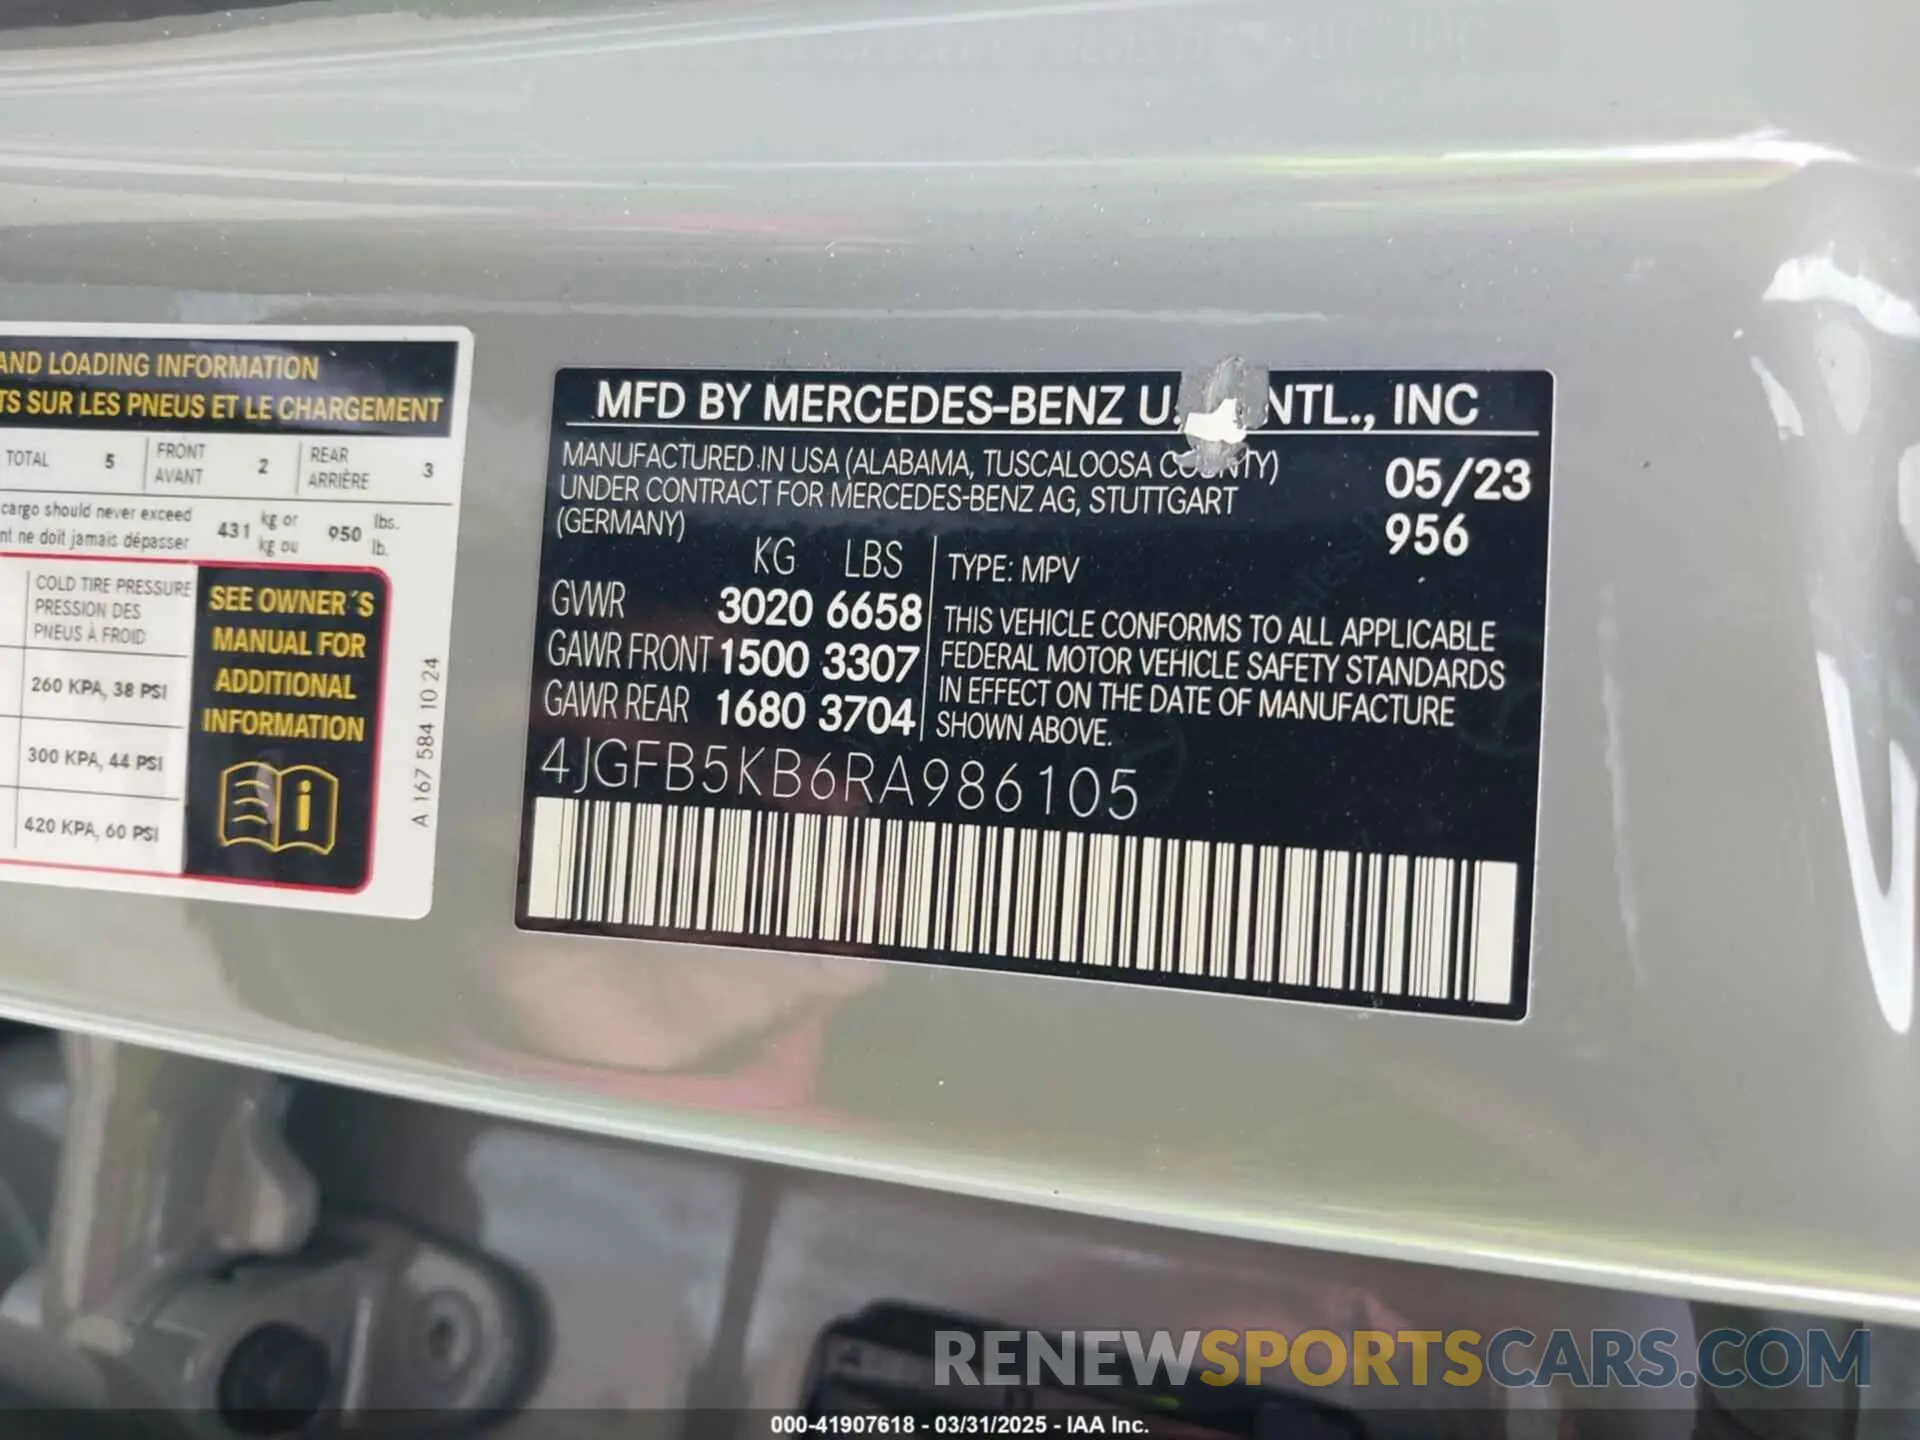 AND LOADING INFORMATION
TS SUR LES PNEUS ET LE CHARGEMENT
TOTAL 5 FRONT AVANT 2 REAR ARRIÈRE 3
cargo should never exceed
nt ne doit jamais dépasser
431 kg or kg ou 950 lbs. lb.
COLD TIRE PRESSURE
PRESSION DES
PNEUS À FROID
260 KPA, 38 PSI
300 KPA, 44 PSI
420 KPA, 60 PSI
SEE OWNER´S
MANUAL FOR
ADDITIONAL
INFORMATION
i
A 167 584 10 24
MFD BY MERCEDES-BENZ U. NTL., INC
MANUFACTURED IN USA (ALABAMA, TUSCALOOSA COUNTY)
UNDER CONTRACT FOR MERCEDES-BENZ AG, STUTTGART
(GERMANY)
05/23
956
KG LBS
GVWR 3020 6658
GAWR FRONT 1500 3307
GAWR REAR 1680 3704
TYPE: MPV
THIS VEHICLE CONFORMS TO ALL APPLICABLE
FEDERAL MOTOR VEHICLE SAFETY STANDARDS
IN EFFECT ON THE DATE OF MANUFACTURE
SHOWN ABOVE.
4JGFB5KB6RA986105
RENEWSPORTSCARS.COM
000-41907618 - 03/31/2025 - IAA Inc.